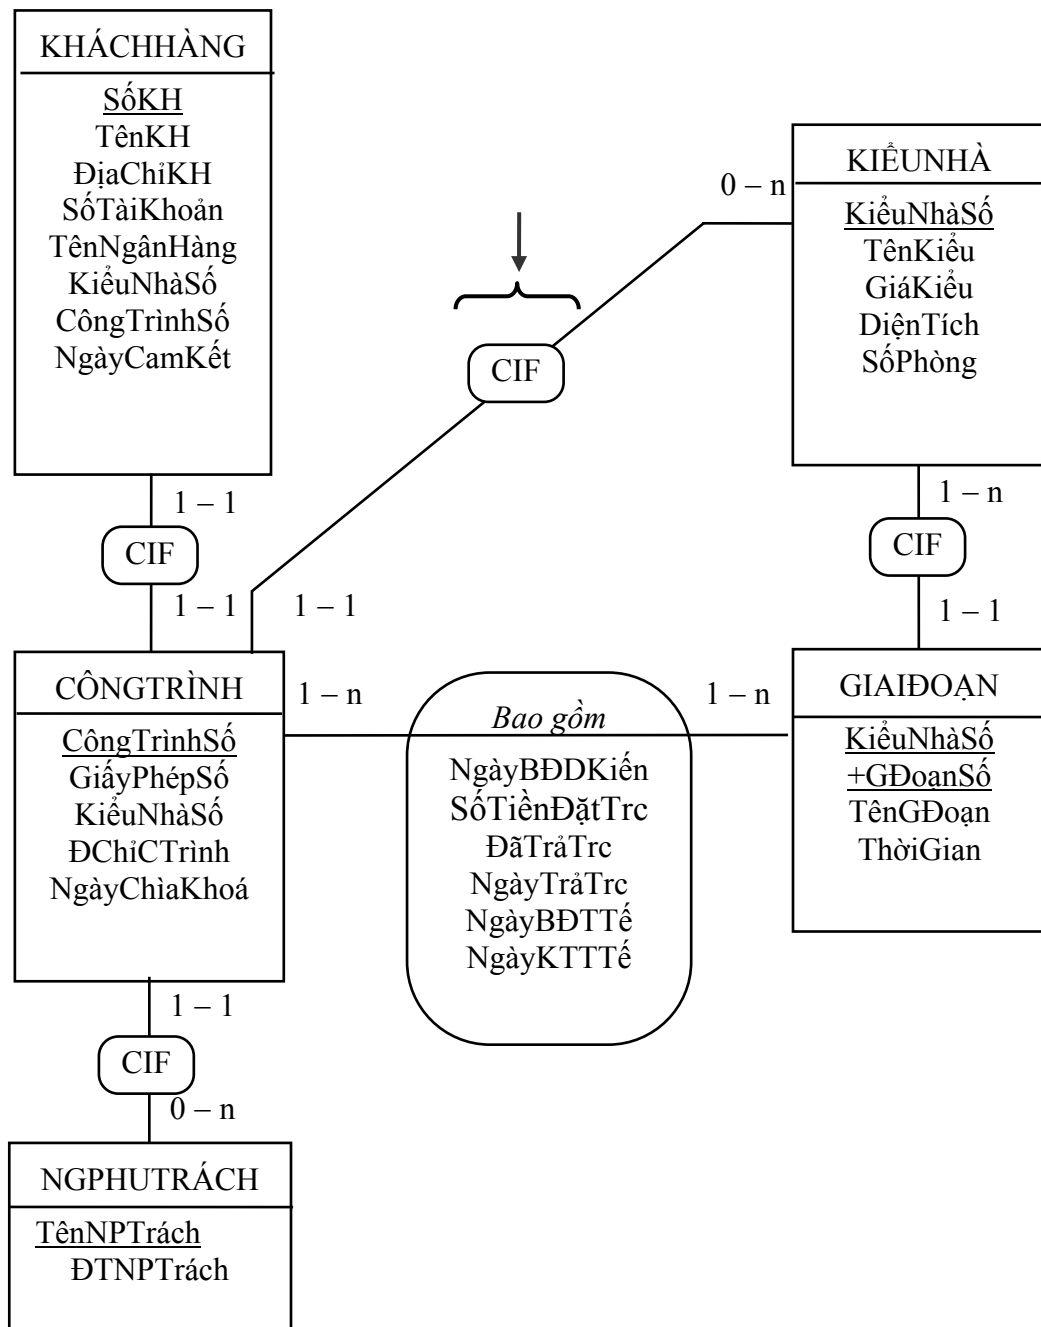 KHÁCHHÀNG
SốKH
TênKH
ĐịaChỉKH
SốTàiKhoản
TênNgânHàng
KiểuNhàSố
CôngTrìnhSố
NgàyCamKết
KIỂUNHÀ
KiểuNhàSố
TênKiểu
GiáKiểu
DiệnTích
SốPhòng
0 – n
CIF
1 – 1
CIF
1 – 1
1 – 1
1 – n
CIF
1 – 1
CÔNGTRÌNH
CôngTrìnhSố
GiấyPhépSố
KiểuNhàSố
ĐChỉCTrình
NgàyChìaKhoá
1 – n
Bao gồm
NgàyBĐDKiến
SốTiềnĐặtTrc
ĐãTrảTrc
NgàyTrảTrc
NgàyBĐTTế
NgàyKTTTế
1 – n
GIAIĐOẠN
KiểuNhàSố
+GĐoạnSố
TênGĐoạn
ThờiGian
1 – 1
CIF
0 – n
NGPHUTRÁCH
TênNPTrách
ĐTNPTrách